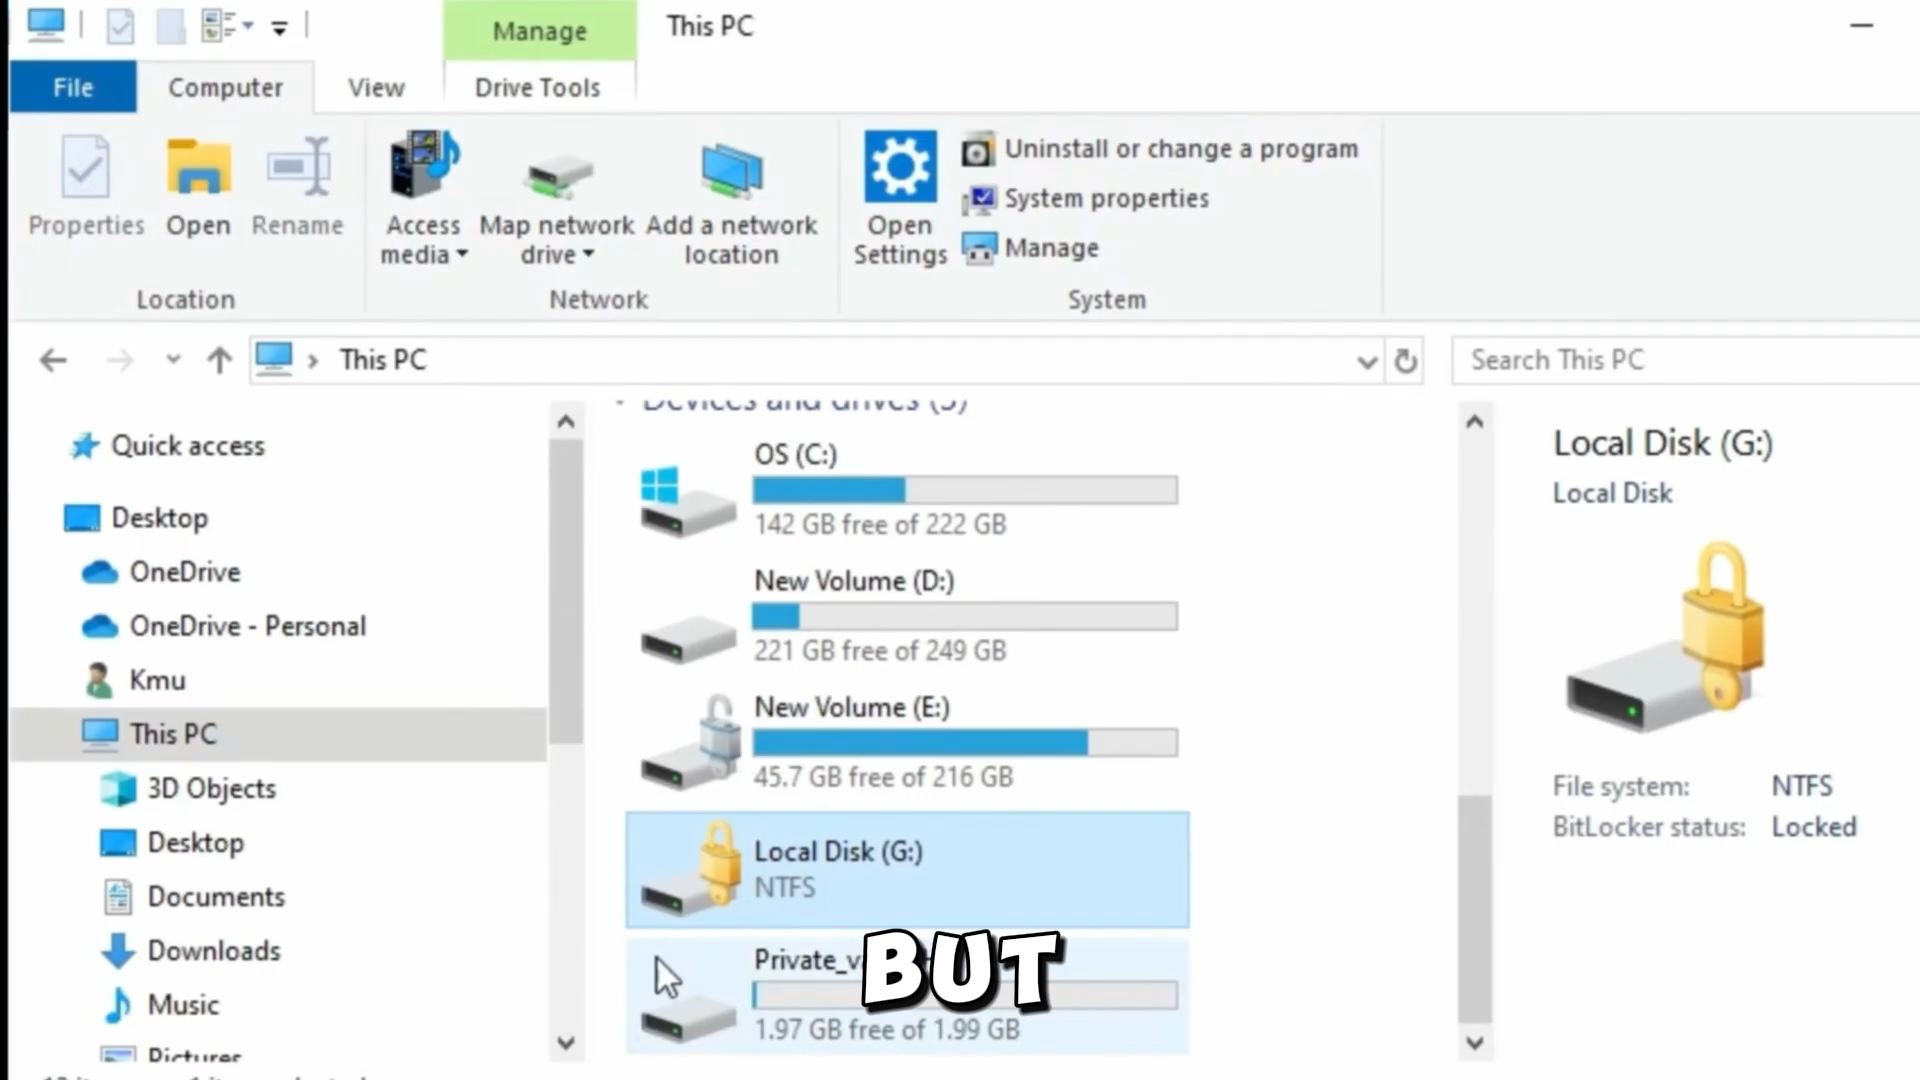 Manage
This PC
File
Computer
View
Drive Tools
Properties
Open
Rename
Access media
Map network drive
Add a network location
Open Settings
Uninstall or change a program
System properties
Manage
Location
Network
System
This PC
Search This PC
Quick access
Desktop
OneDrive
OneDrive - Personal
Kmu
This PC
3D Objects
Desktop
Documents
Downloads
Music
Pictures
Devices and drives (5)
OS (C:)
142 GB free of 222 GB
New Volume (D:)
221 GB free of 249 GB
New Volume (E:)
45.7 GB free of 216 GB
Local Disk (G:)
NTFS
BUT
1.97 GB free of 1.99 GB
Local Disk (G:)
Local Disk
File system: NTFS
BitLocker status: Locked